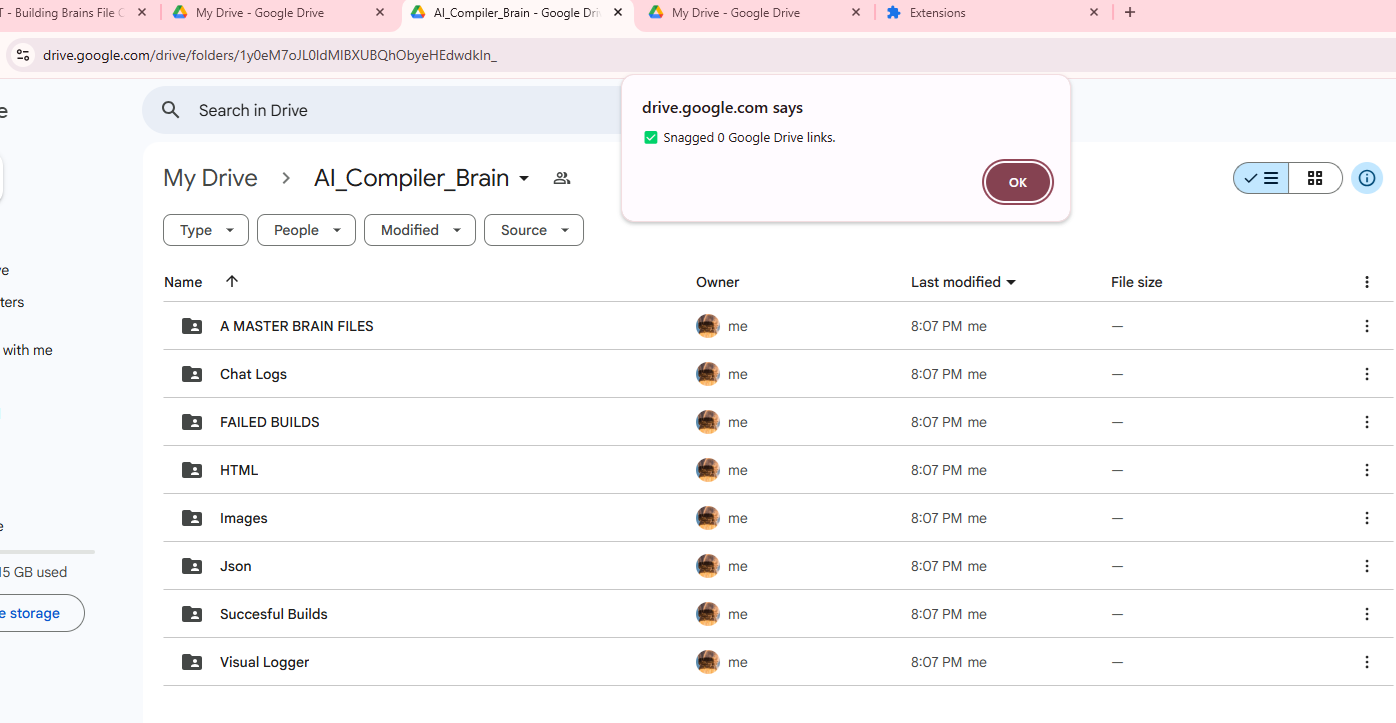 T - Building Brains File C
My Drive - Google Drive
AI_Compiler_Brain - Google Dri
My Drive - Google Drive
Extensions
drive.google.com/drive/folders/1y0eM7oJL0IdMIBXUBQhObyeHEdwdkIn_
e
Search in Drive
drive.google.com says
Snagged 0 Google Drive links.
OK
My Drive
AI_Compiler_Brain
Type
People
Modified
Source
ve
ters
with me
e
15 GB used
e storage
Name
Owner
Last modified
File size
A MASTER BRAIN FILES me 8:07 PM me —
Chat Logs me 8:07 PM me —
FAILED BUILDS me 8:07 PM me —
HTML me 8:07 PM me —
Images me 8:07 PM me —
Json me 8:07 PM me —
Succesful Builds me 8:07 PM me —
Visual Logger me 8:07 PM me —